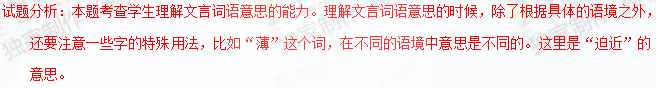 试题分析：本题考查学生理解文言词语意思的能力。理解文言词语意思的时候，除了根据具体的语境之外，
还要注意一些字的特殊用法，比如“薄”这个词，在不同的语境中意思是不同的。这里是“迫近”的
意思。